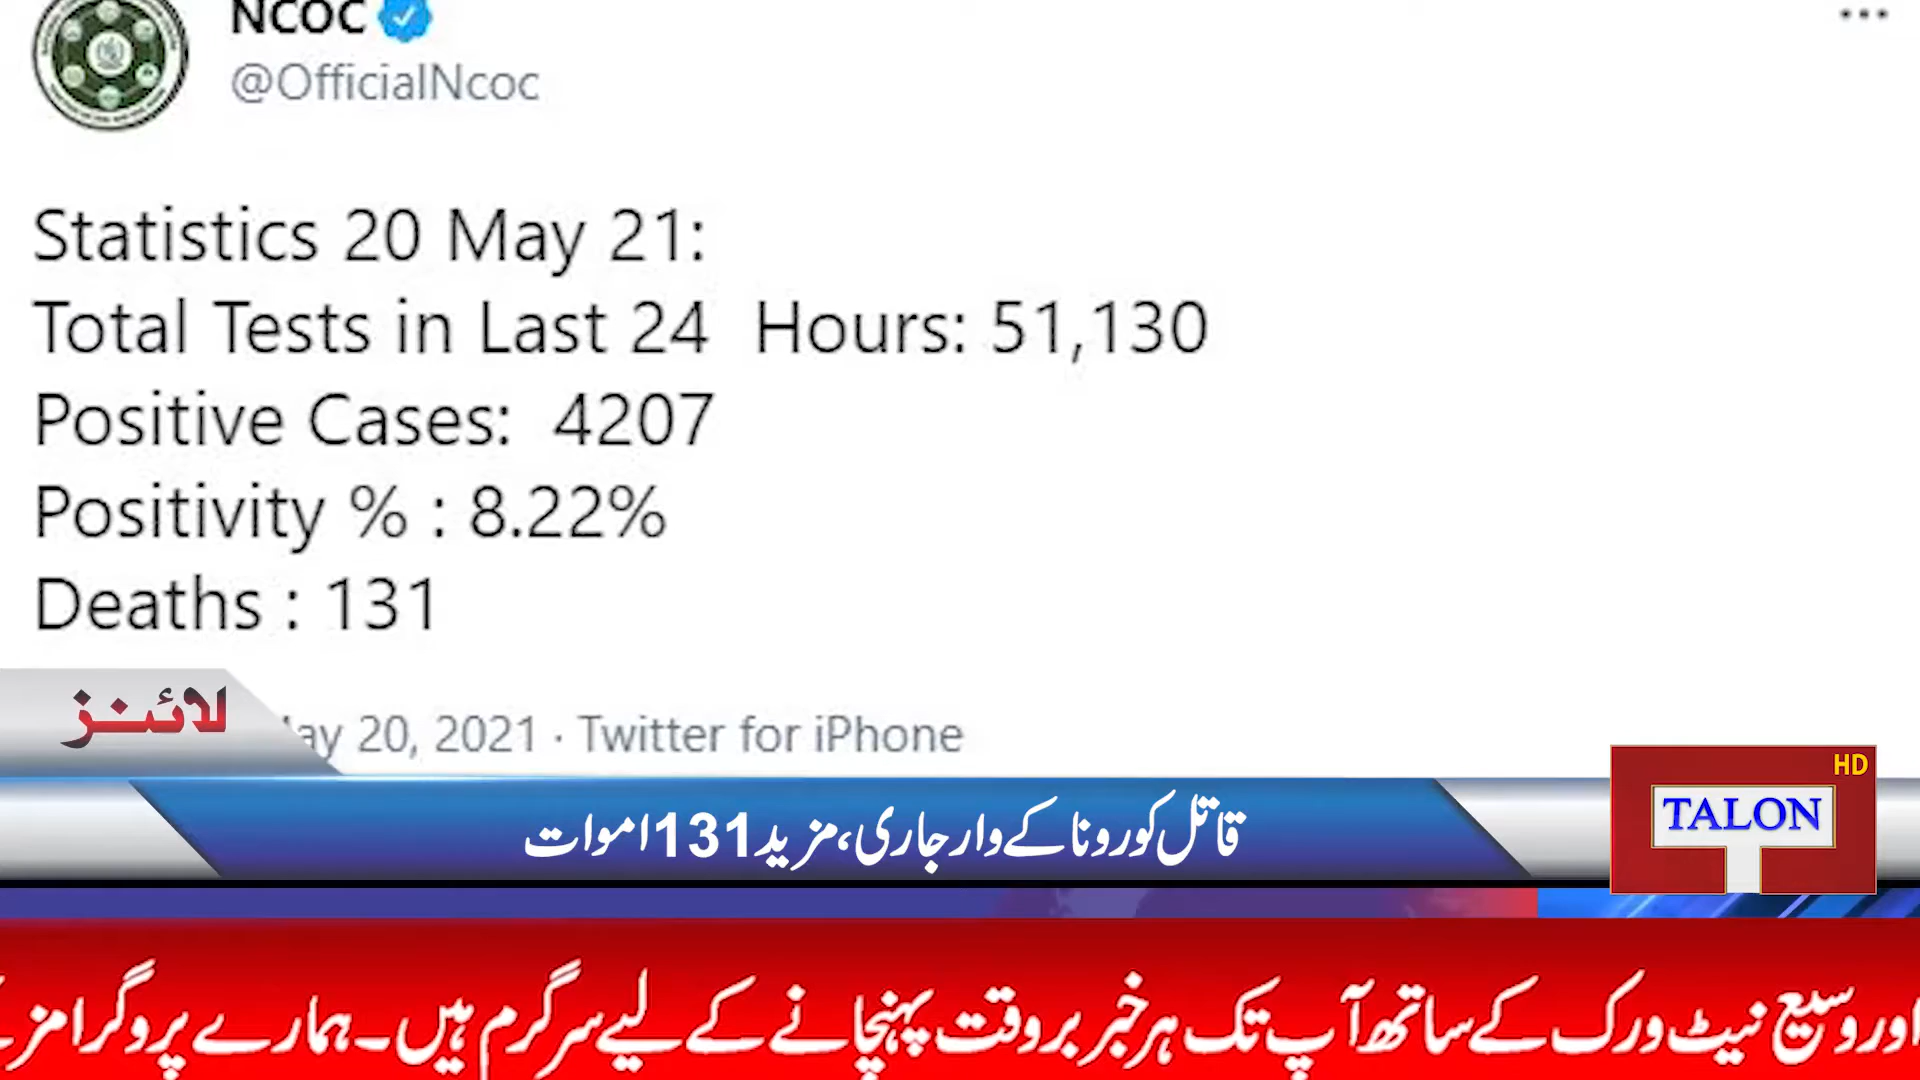 NCOC
@OfficialNcoc
Statistics 20 May 21:
Total Tests in Last 24 Hours: 51,130
Positive Cases: 4207
Positivity % : 8.22%
Deaths : 131
May 20, 2021 · Twitter for iPhone
لائنز
HD
TALON
قاتل کورونا کے وار جاری، مزید 131 اموات
اور وسیع نیٹ ورک کے ساتھ آپ تک ہر خبر بروقت پہنچانے کے لیے سرگرم ہیں۔ ہمارے پروگرامز کے